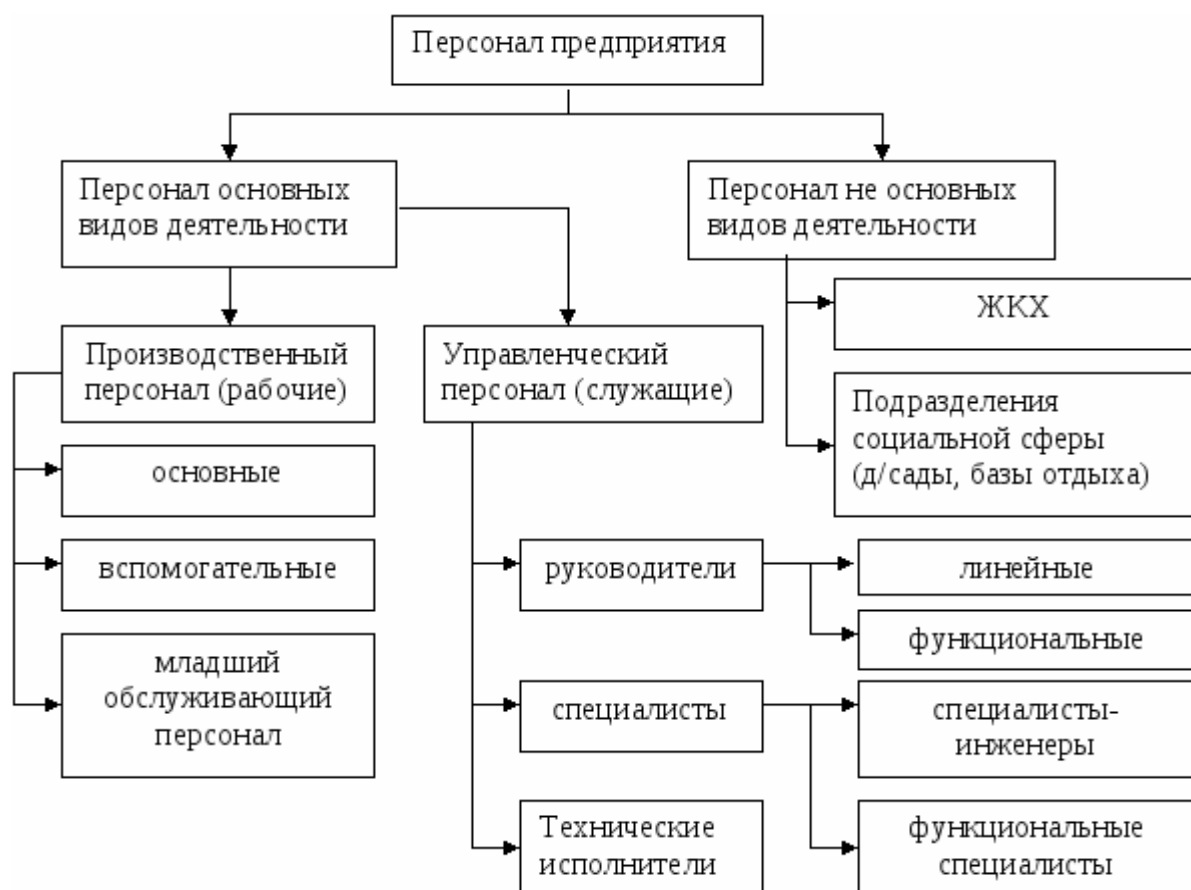 Персонал предприятия
Персонал основных
видов деятельности
Персонал не основных
видов деятельности
ЖКХ
Производственный
персонал (рабочие)
Управленческий
персонал (служащие)
Подразделения
социальной сферы
(д/сады, базы отдыха)
основные
вспомогательные
младший
обслуживающий
персонал
руководители
линейные
функциональные
специалисты
специалисты-
инженеры
Технические
исполнители
функциональные
специалисты